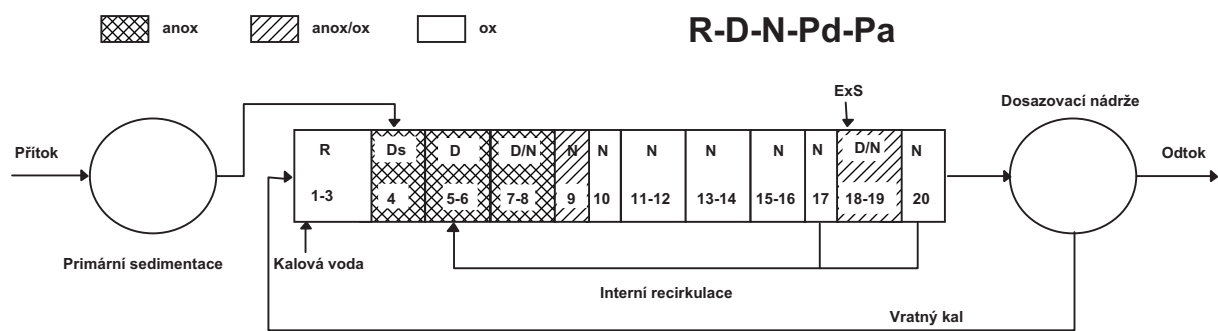 anox
anox/ox
ox
R-D-N-Pd-Pa
ExS
Dosazovací nádrže
Přítok
R
Ds
D
D/N
N
N
N
N
N
N
D/N
N
Odtok
1-3
4
5-6
7-8
9
10
11-12
13-14
15-16
17
18-19
20
Primární sedimentace
Kalová voda
Interní recirkulace
Vratný kal